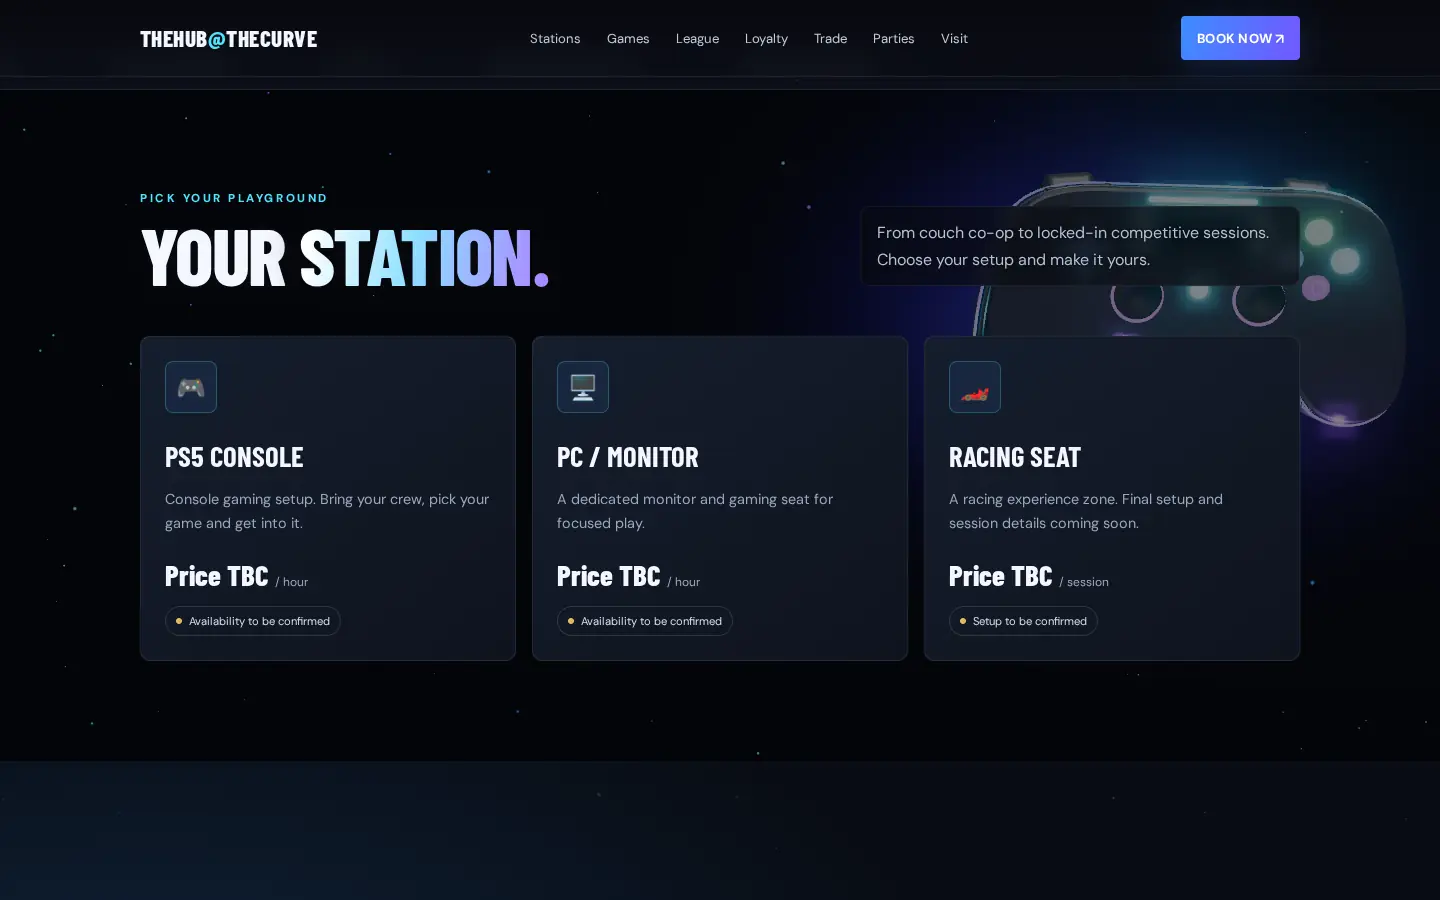 THEHUB@THECURVE
Stations
Games
League
Loyalty
Trade
Parties
Visit
BOOK NOW
PICK YOUR PLAYGROUND
YOUR STATION.
From couch co-op to locked-in competitive sessions.
Choose your setup and make it yours.
PS5 CONSOLE
Console gaming setup. Bring your crew, pick your
game and get into it.
Price TBC / hour
Availability to be confirmed
PC / MONITOR
A dedicated monitor and gaming seat for
focused play.
Price TBC / hour
Availability to be confirmed
RACING SEAT
A racing experience zone. Final setup and
session details coming soon.
Price TBC / session
Setup to be confirmed